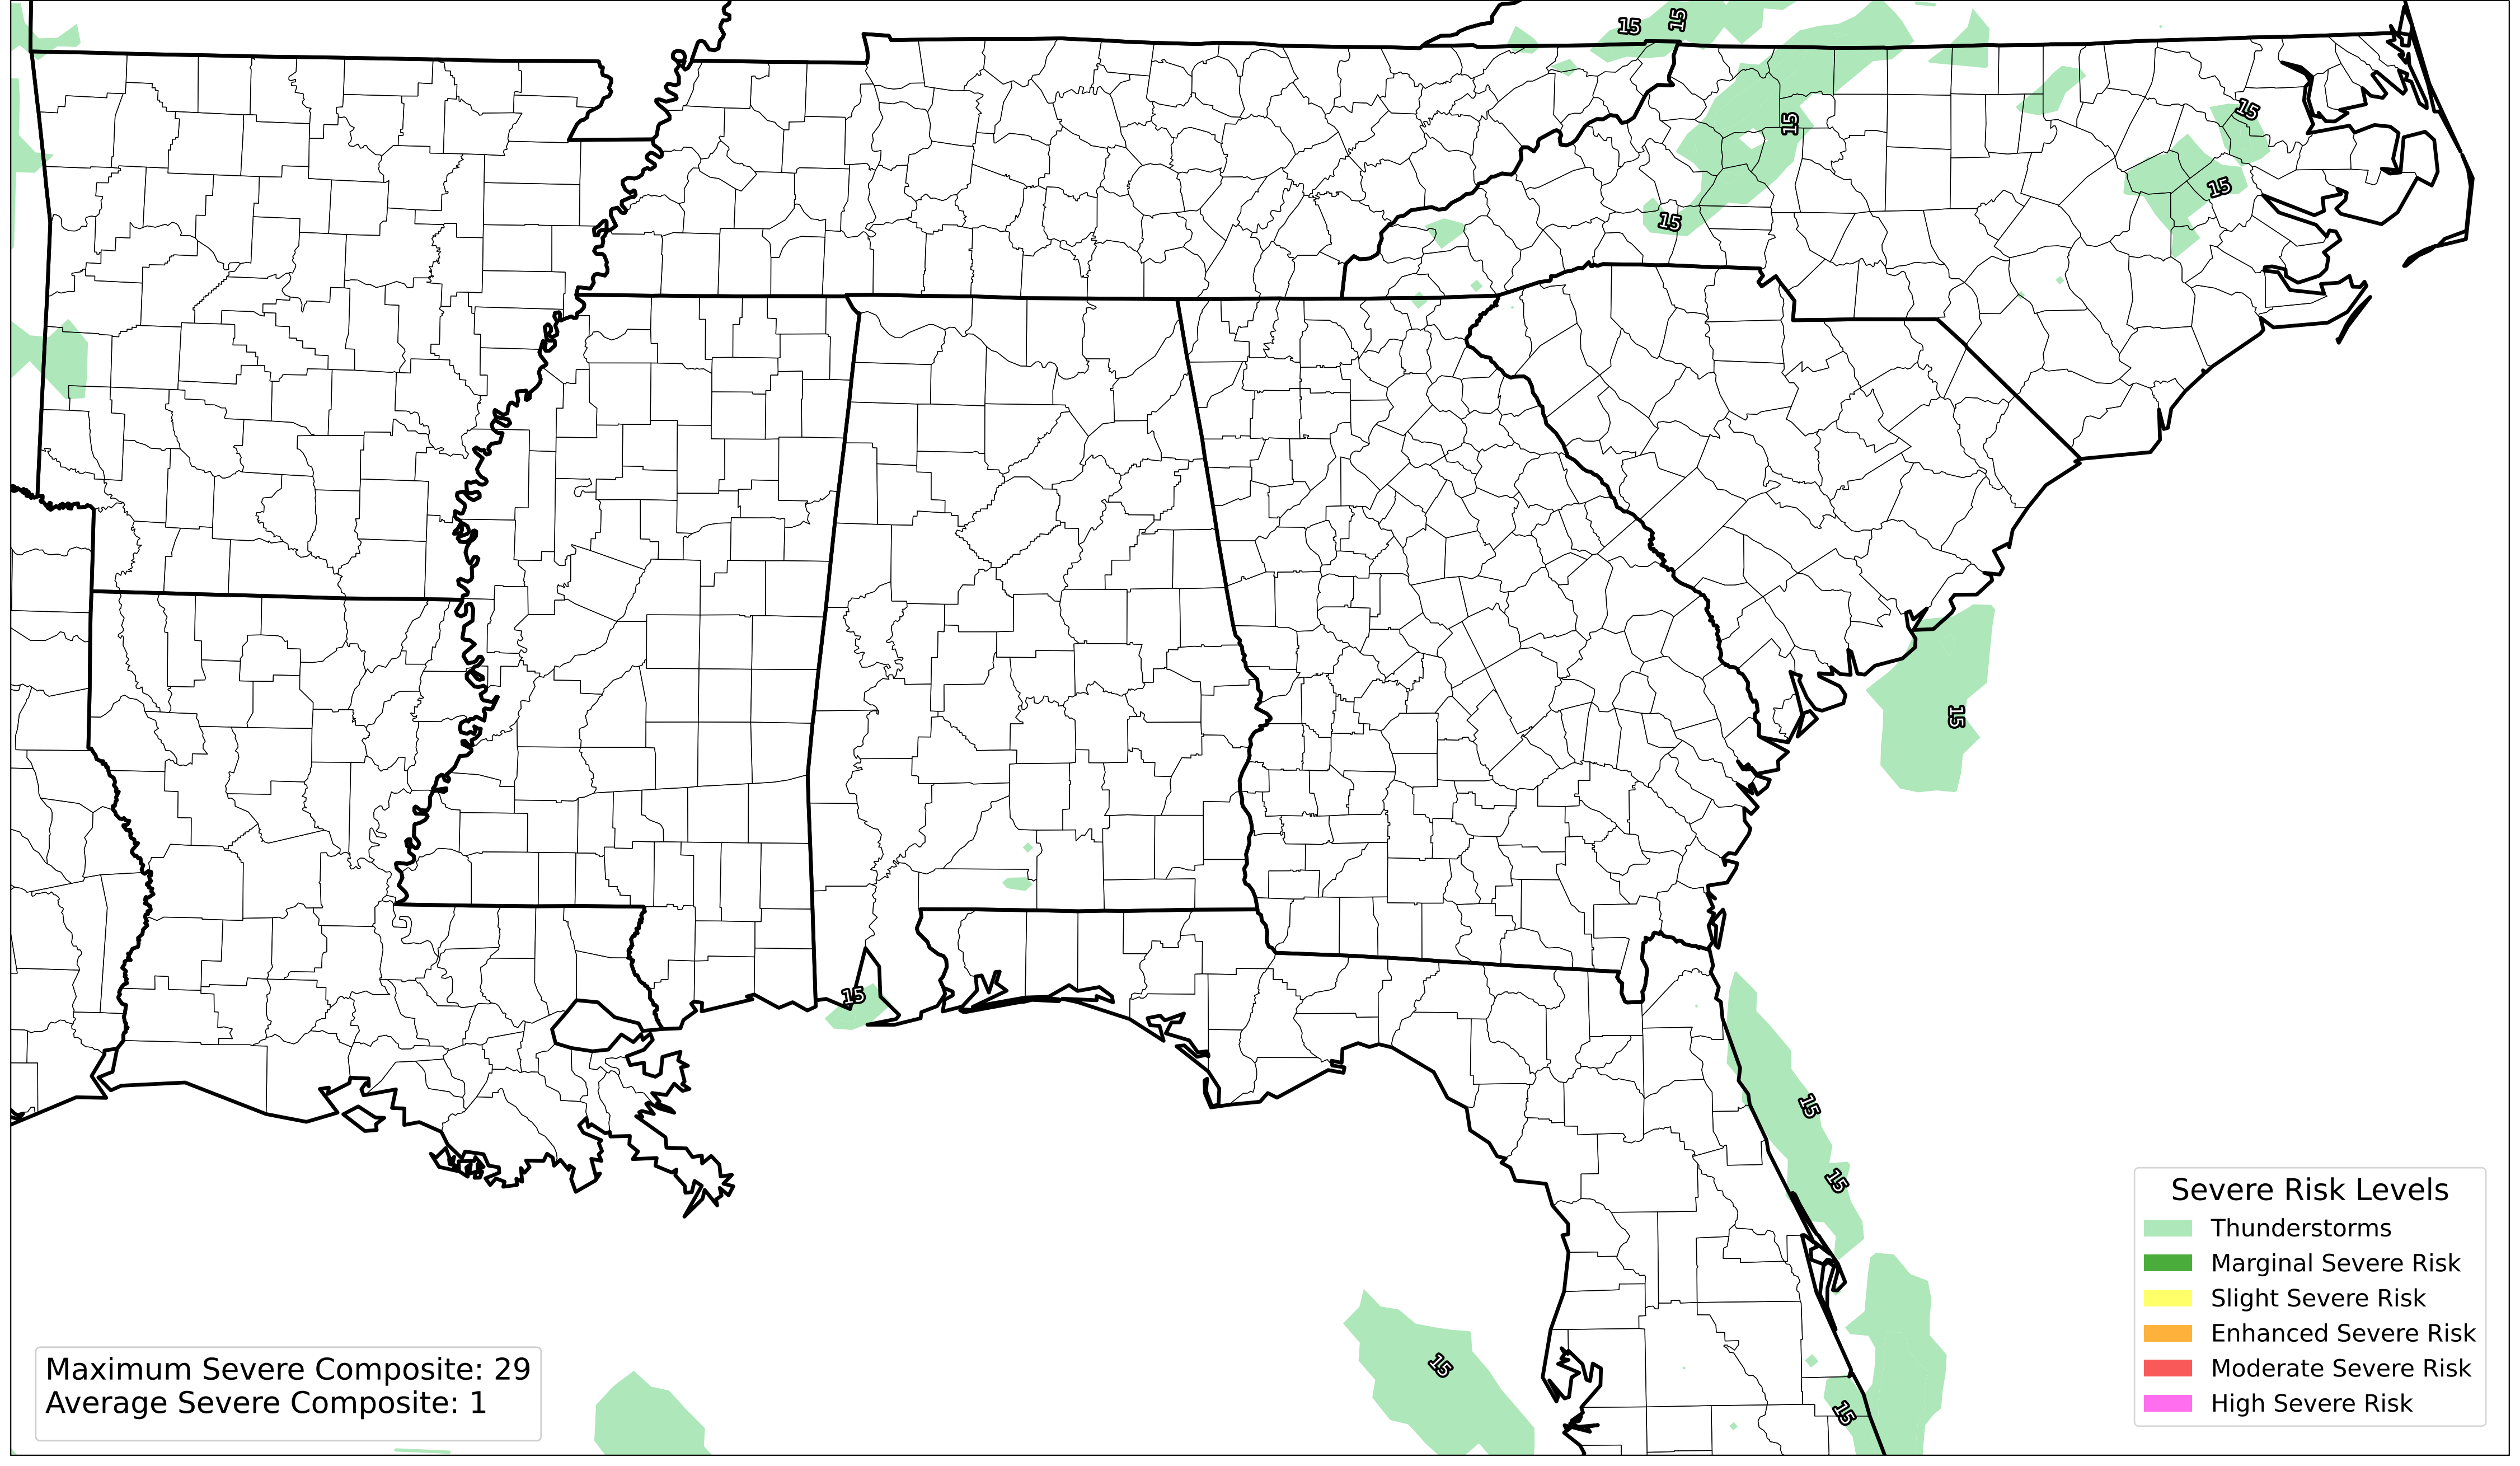 15
15
15
15
15
15
15
15
15
15
15
15
Severe Risk Levels
Thunderstorms
Marginal Severe Risk
Slight Severe Risk
Enhanced Severe Risk
Moderate Severe Risk
High Severe Risk
Maximum Severe Composite: 29
Average Severe Composite: 1